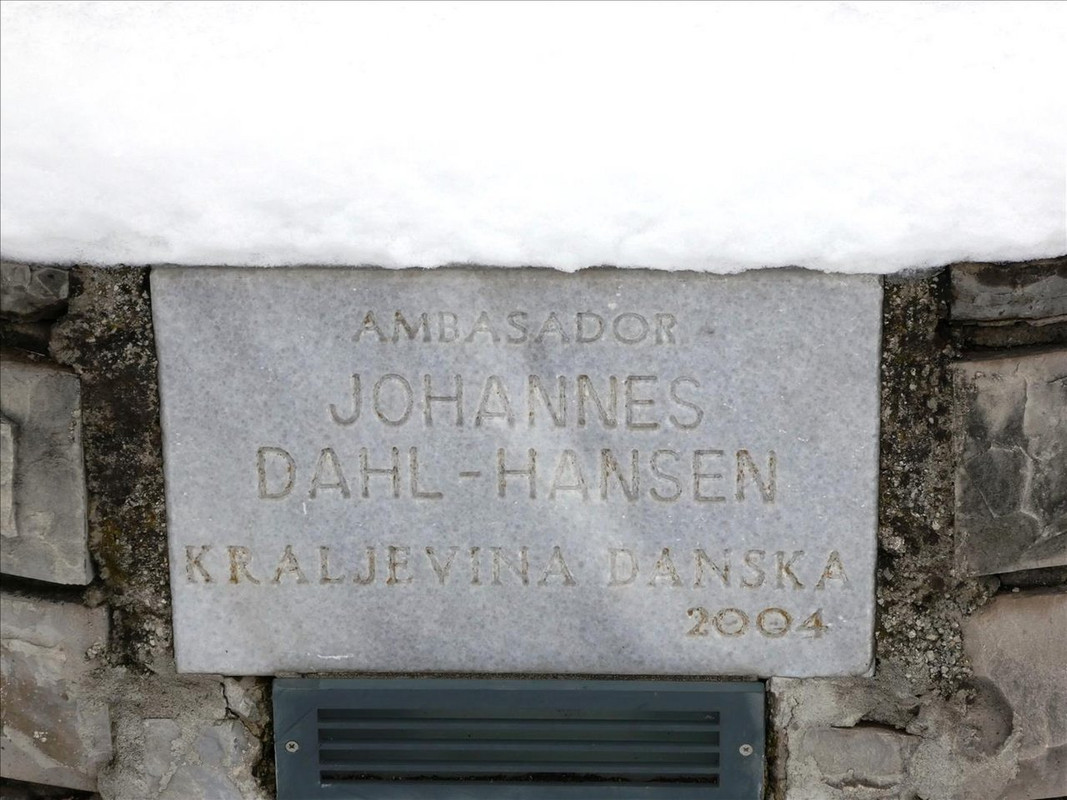 AMBASADOR
JOHANNES
DAHL-HANSEN
KRALJEVINA DANSKA
2004